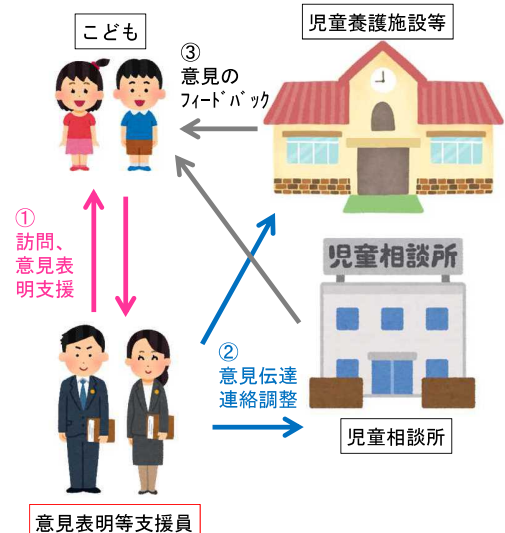 こども
児童養護施設等
③
意見の
フィードバック
①
訪問、
意見表
明支援
児童相談所
②
意見伝達
連絡調整
児童相談所
意見表明等支援員